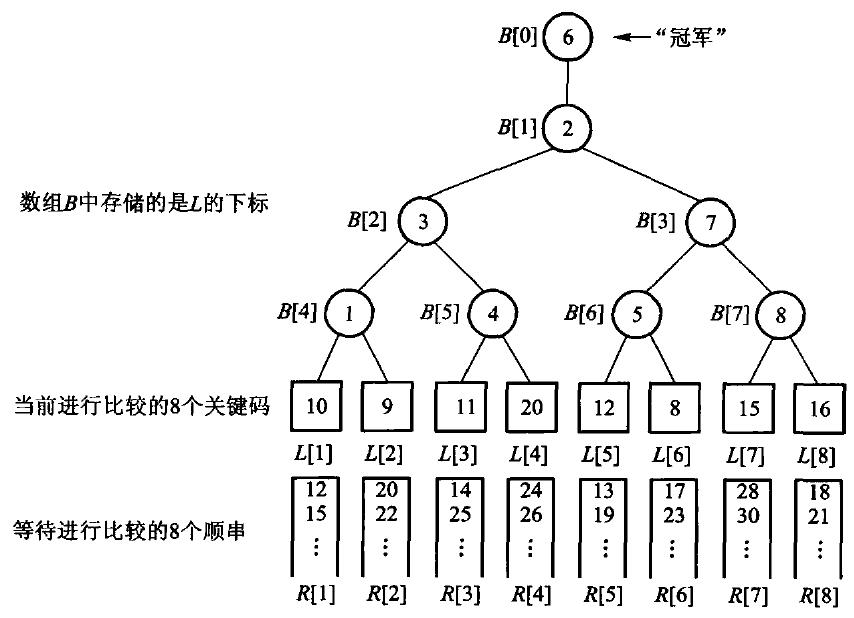 B[0] 6 “冠军”
B[1] 2
数组B中存储的是L的下标
B[2] 3 B[3] 7
B[4] 1 B[5] 4 B[6] 5 B[7] 8
当前进行比较的8个关键码 10 9 11 20 12 8 15 16
L[1] L[2] L[3] L[4] L[5] L[6] L[7] L[8]
12 20 14 24 13 17 28 18
等待进行比较的8个顺串 15 22 25 26 19 23 30 21
⋮ ⋮ ⋮ ⋮ ⋮ ⋮ ⋮ ⋮
R[1] R[2] R[3] R[4] R[5] R[6] R[7] R[8]